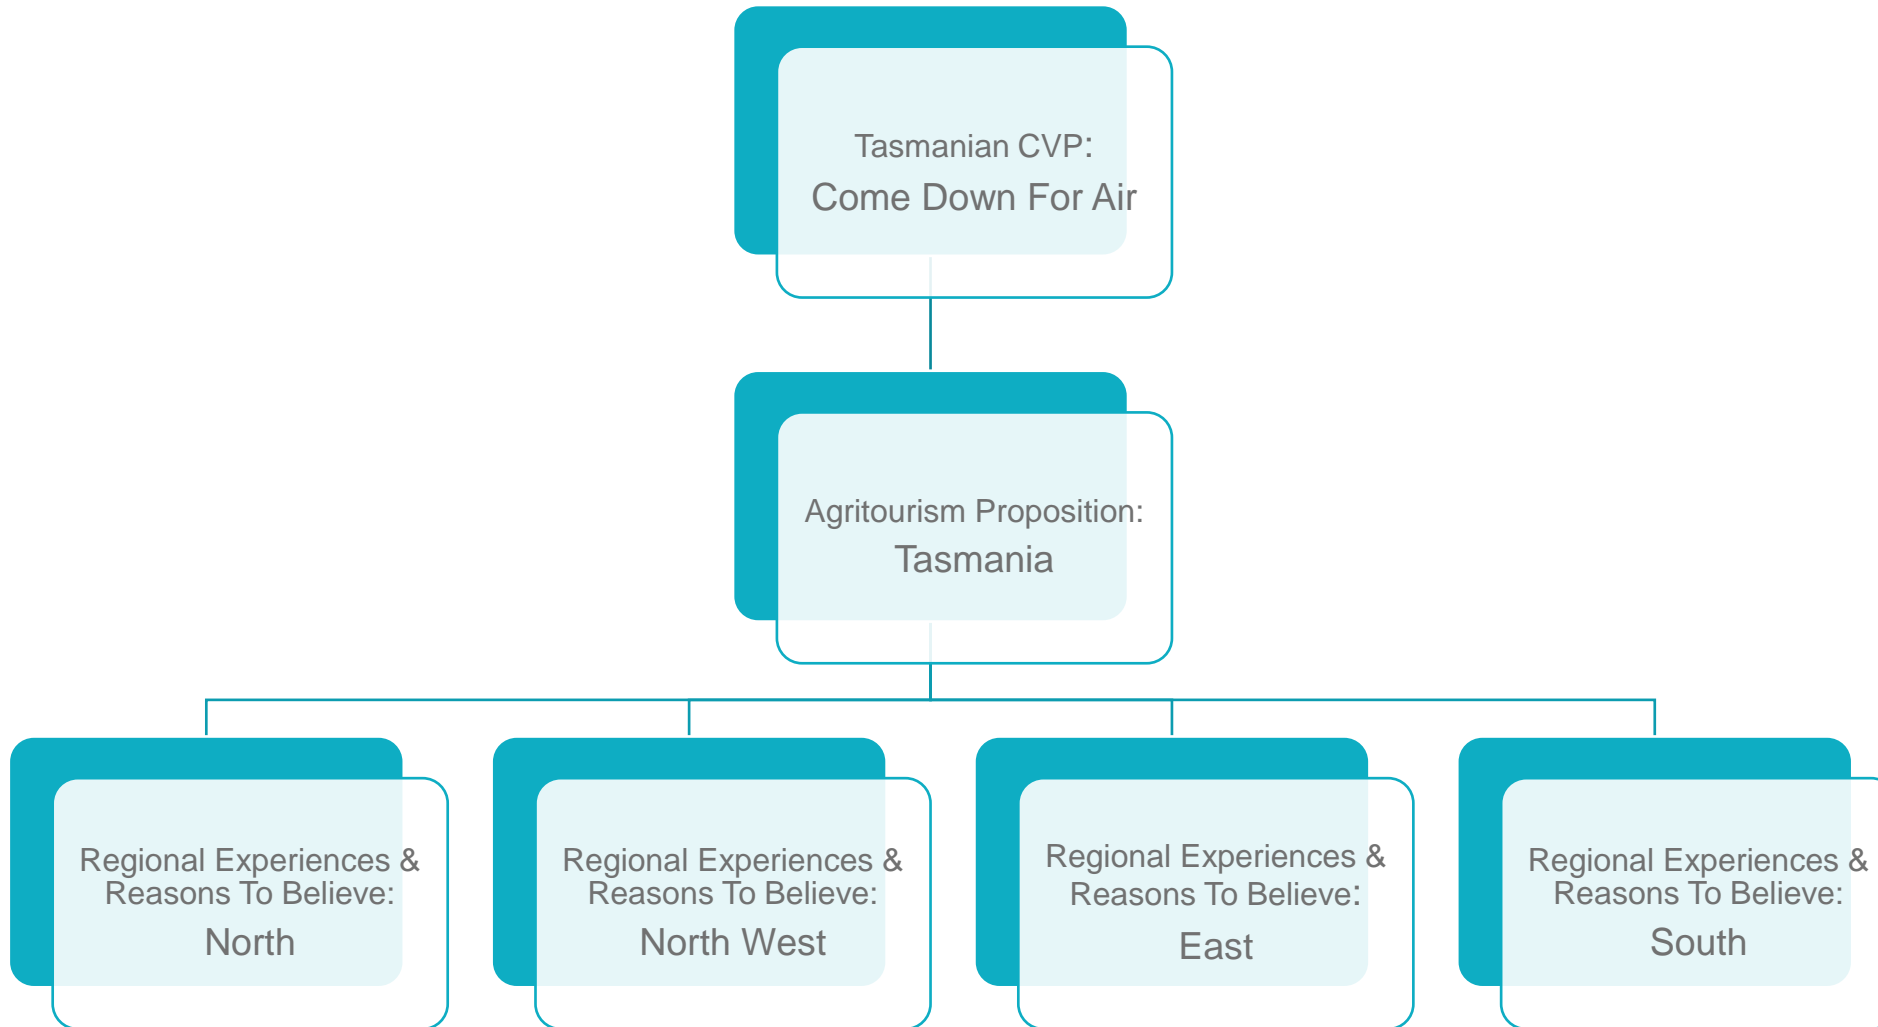 Tasmanian CVP:
Come Down For Air
Agritourism Proposition:
Tasmania
Regional Experiences &
Reasons To Believe:
North
Regional Experiences &
Reasons To Believe:
North West
Regional Experiences &
Reasons To Believe:
East
Regional Experiences &
Reasons To Believe:
South